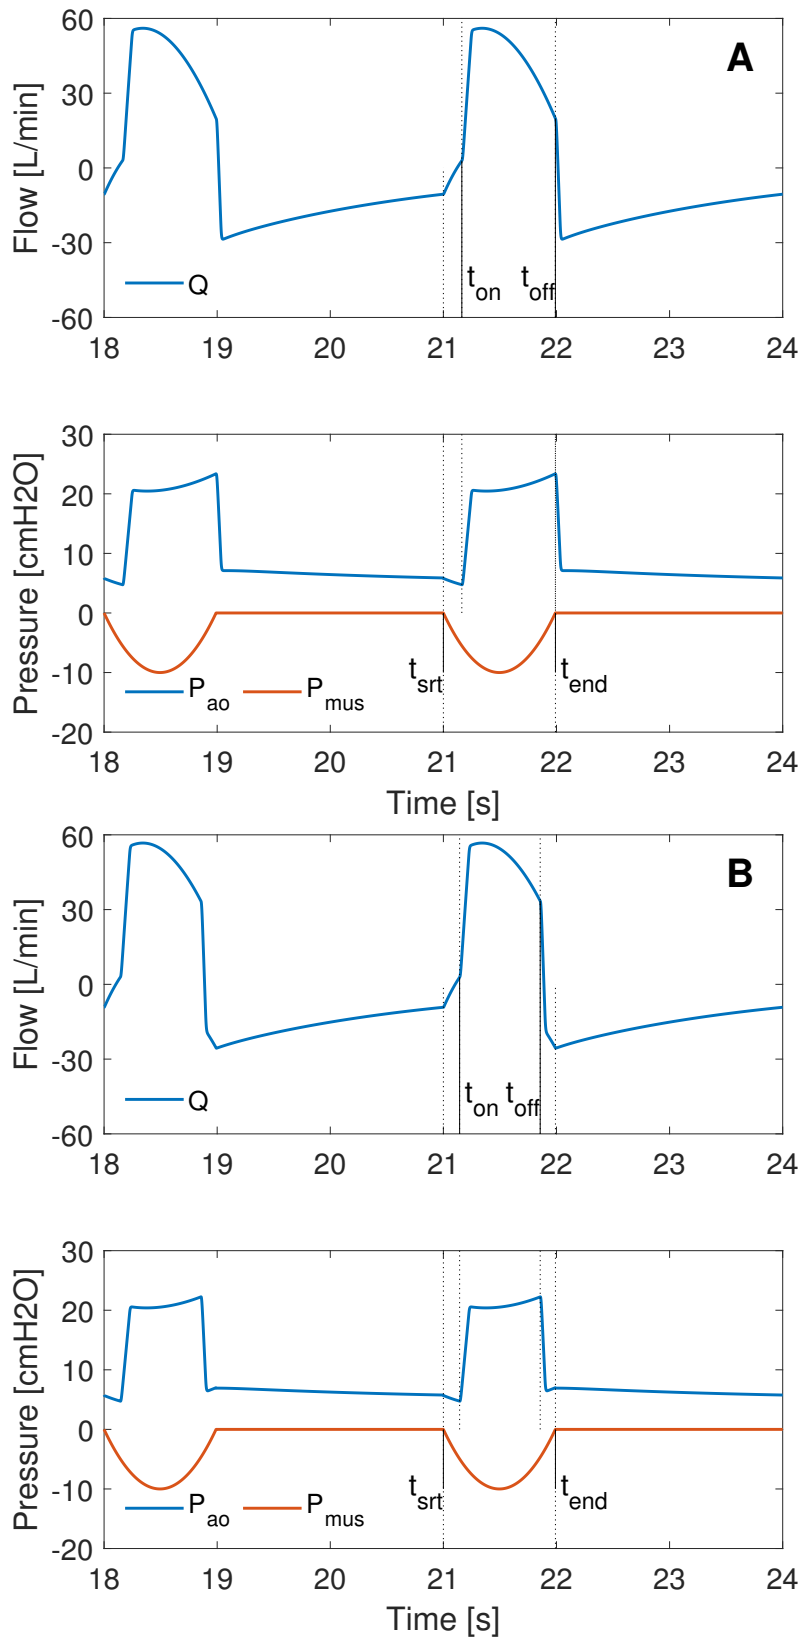 60
A
30
0
-30
-60
Flow [L/min]
Q
t_on t_off
18 19 20 21 22 23 24
30
20
10
0
-10
-20
Pressure [cmH2O]
t_srt t_end
P_ao P_mus
18 19 20 21 22 23 24
Time [s]
60
B
30
0
-30
-60
Flow [L/min]
Q
t_on t_off
18 19 20 21 22 23 24
30
20
10
0
-10
-20
Pressure [cmH2O]
t_srt t_end
P_ao P_mus
18 19 20 21 22 23 24
Time [s]